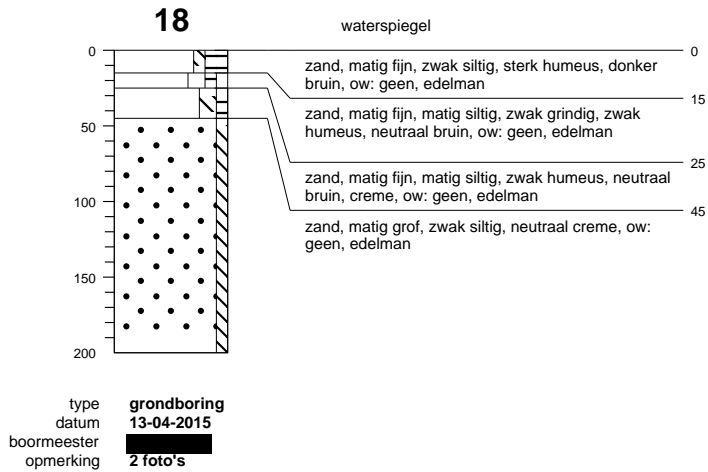 18
waterspiegel
0
0
zand, matig fijn, zwak siltig, sterk humeus, donker
bruin, ow: geen, edelman
15
zand, matig fijn, matig siltig, zwak grindig, zwak
humeus, neutraal bruin, ow: geen, edelman
50
25
zand, matig fijn, matig siltig, zwak humeus, neutraal
bruin, creme, ow: geen, edelman
100
45
zand, matig grof, zwak siltig, neutraal creme, ow:
geen, edelman
150
200
type grondboring
datum 13-04-2015
boormeester
opmerking 2 foto's